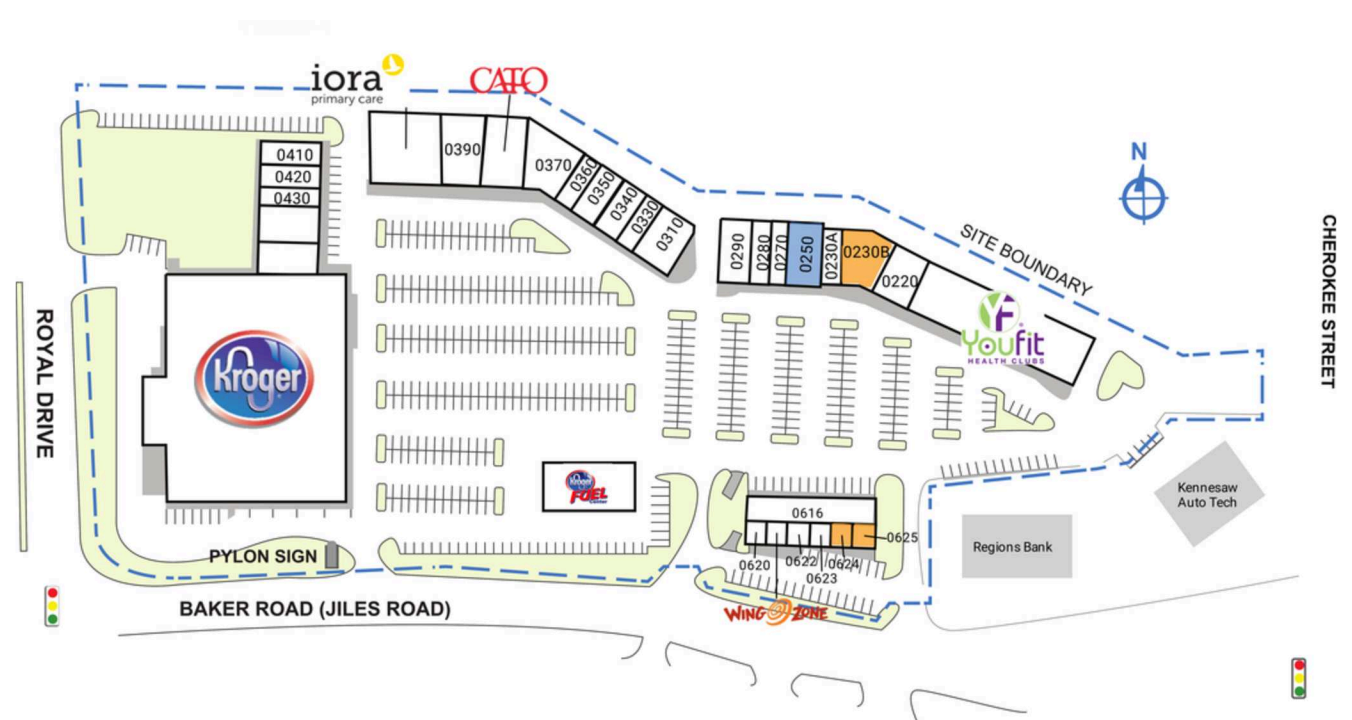 iora
primary care
CATO
N
0410
0420
0430
0390
0370
0360
0350
0340
0330
0310
0290
0280
0270
0250
0230A
0230B
0220
SITE BOUNDARY
CHEROKEE STREET
YF
Youfit
HEALTH CLUBS
ROYAL DRIVE
Kroger
Kroger
FUEL
Center
Kennesaw
Auto Tech
Regions Bank
0616
0625
0620
0622
0624
0623
PYLON SIGN
WING ZONE
BAKER ROAD (JILES ROAD)